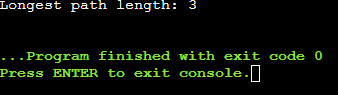 Longest path length: 3
...Program finished with exit code 0
Press ENTER to exit console.